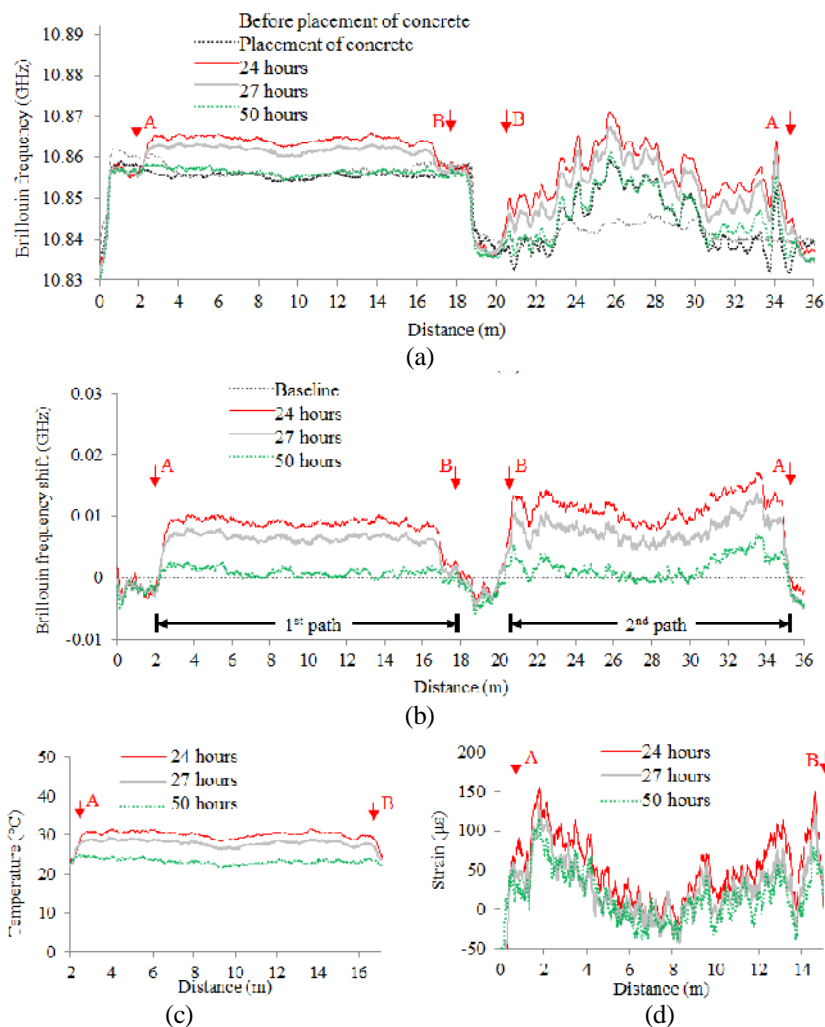 Before placement of concrete
Placement of concrete
24 hours
27 hours
50 hours
Brillouin frequency (GHz)
10.89
10.88
10.87
10.86
10.85
10.84
10.83
A
B
B
A
0 2 4 6 8 10 12 14 16 18 20 22 24 26 28 30 32 34 36
Distance (m)
(a)
Baseline
24 hours
27 hours
50 hours
Brillouin frequency shift (GHz)
0.03
0.02
0.01
0
-0.01
A
B
B
A
1st path
2nd path
0 2 4 6 8 10 12 14 16 18 20 22 24 26 28 30 32 34 36
Distance (m)
(b)
24 hours
27 hours
50 hours
Temperature (°C)
50
40
30
20
10
0
A
B
2 4 6 8 10 12 14 16
Distance (m)
(c)
24 hours
27 hours
50 hours
Strain (µε)
200
150
100
50
0
-50
A
B
0 2 4 6 8 10 12 14
Distance (m)
(d)